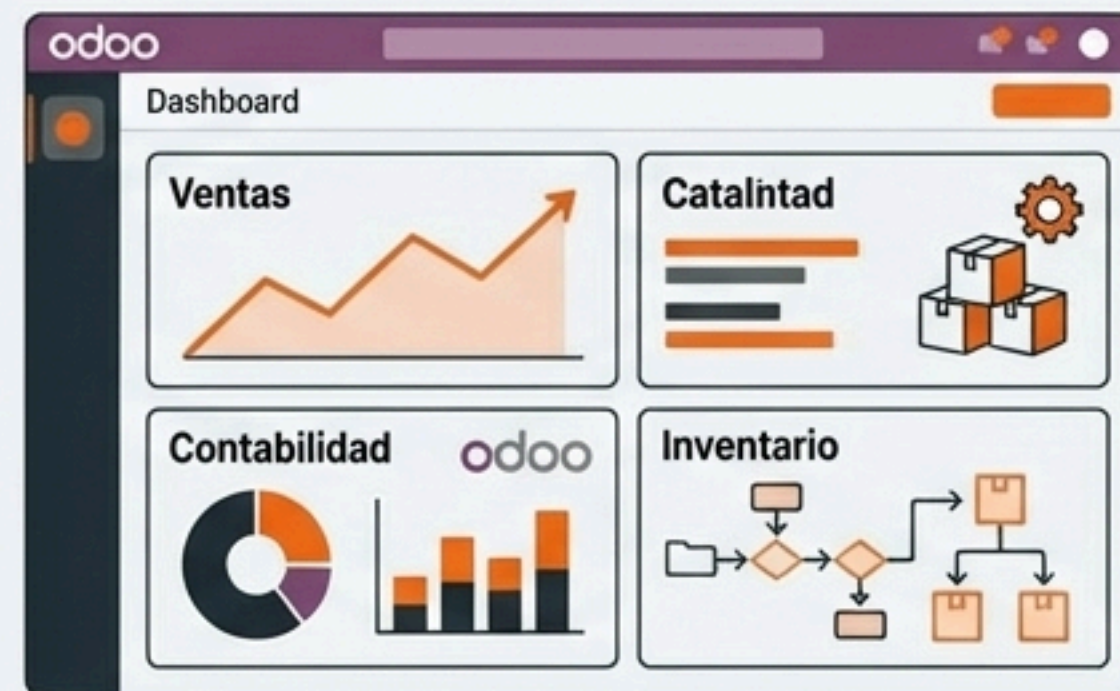 odoo
Dashboard
Ventas
Catalintad
Contabilidad
odoo
Inventario